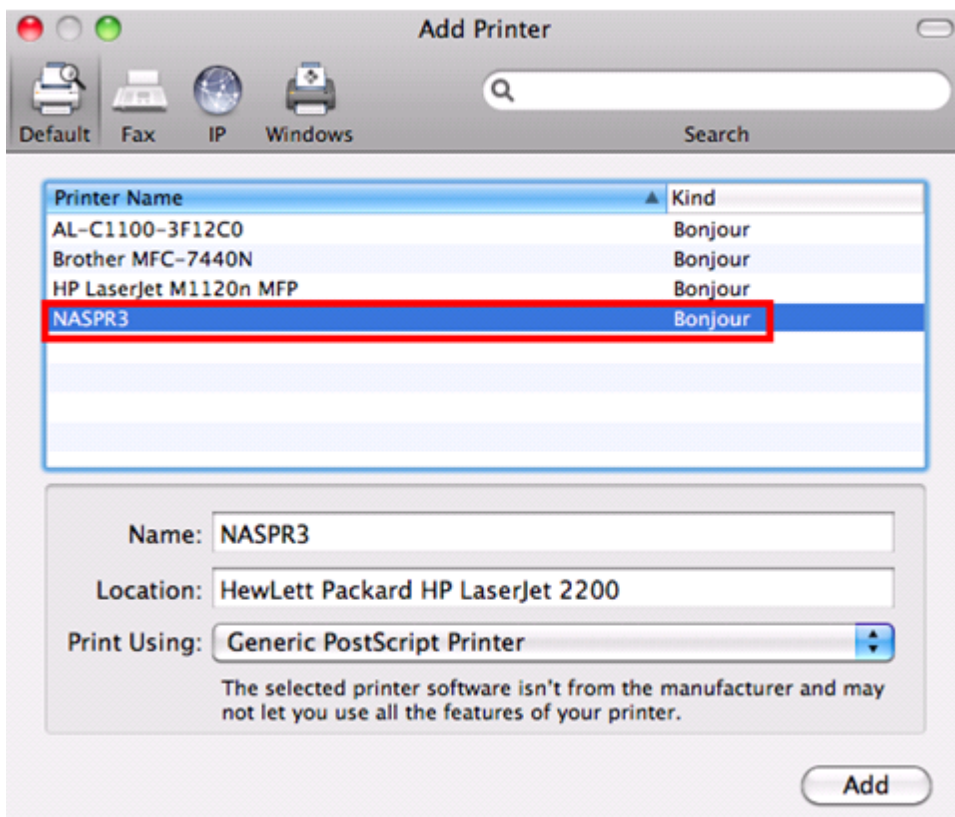 Add Printer
Default Fax IP Windows Search
Printer Name Kind
AL-C1100-3F12C0 Bonjour
Brother MFC-7440N Bonjour
HP LaserJet M1120n MFP Bonjour
NASPR3 Bonjour
Name: NASPR3
Location: HewLett Packard HP LaserJet 2200
Print Using: Generic PostScript Printer
The selected printer software isn't from the manufacturer and may
not let you use all the features of your printer.
Add